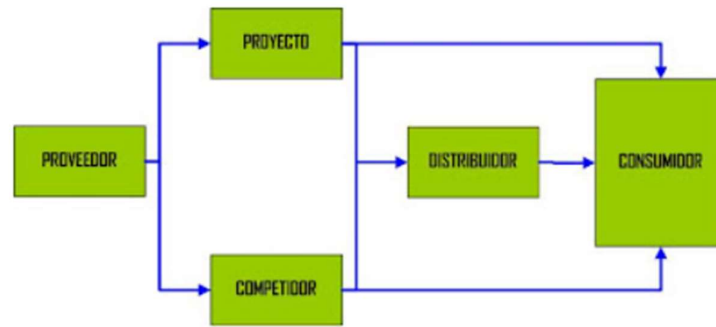 PROYECTO
PROVEEDOR
DISTRIBUIDOR
CONSUMIDOR
COMPETIDOR